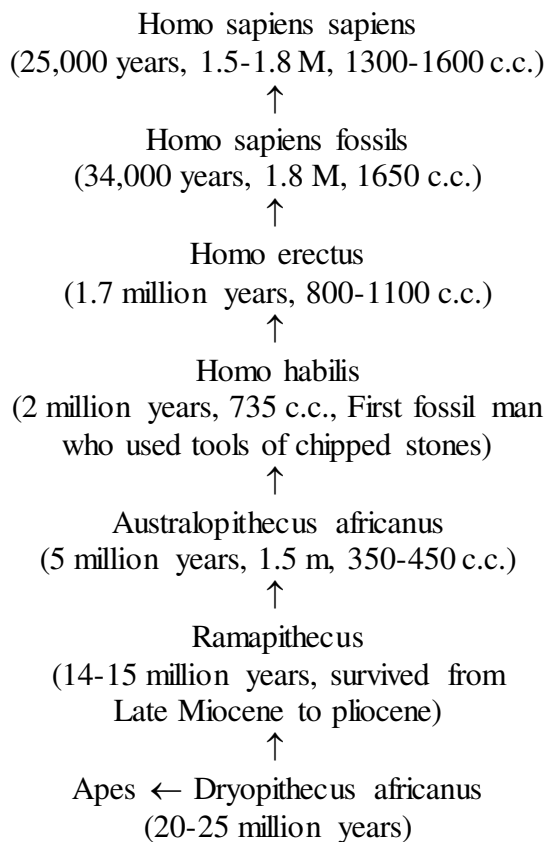 Homo sapiens sapiens
(25,000 years, 1.5-1.8 M, 1300-1600 c.c.)
↑
Homo sapiens fossils
(34,000 years, 1.8 M, 1650 c.c.)
↑
Homo erectus
(1.7 million years, 800-1100 c.c.)
↑
Homo habilis
(2 million years, 735 c.c., First fossil man
who used tools of chipped stones)
↑
Australopithecus africanus
(5 million years, 1.5 m, 350-450 c.c.)
↑
Ramapithecus
(14-15 million years, survived from
Late Miocene to pliocene)
↑
Apes ← Dryopithecus africanus
(20-25 million years)